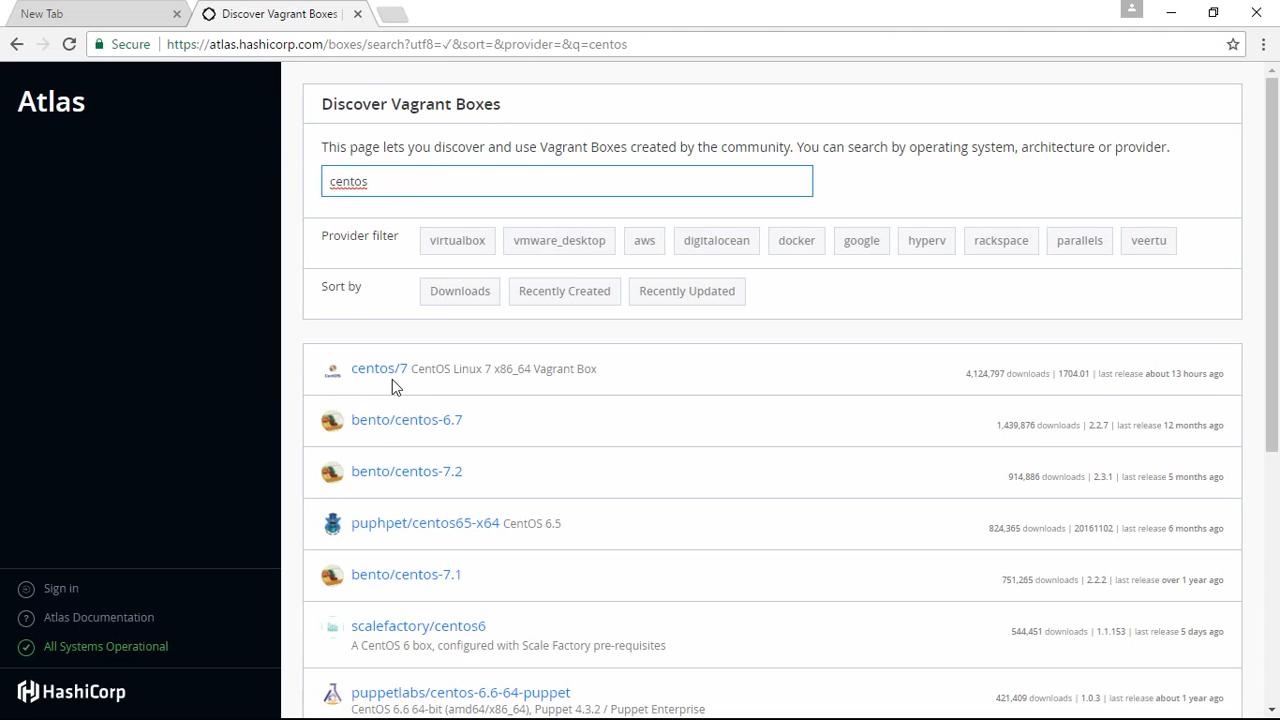 New Tab
Discover Vagrant Boxes |
Secure
https://atlas.hashicorp.com/boxes/search?utf8=✓&sort=&provider=&q=centos
Atlas
Discover Vagrant Boxes
This page lets you discover and use Vagrant Boxes created by the community. You can search by operating system, architecture or provider.
centos
Provider filter virtualbox vmware_desktop aws digitalocean docker google hyperv rackspace parallels veertu
Sort by Downloads Recently Created Recently Updated
centos/7 CentOS Linux 7 x86_64 Vagrant Box 4,124,797 downloads | 1704.01 | last release about 13 hours ago
bento/centos-6.7 1,439,876 downloads | 2.2.7 | last release 12 months ago
bento/centos-7.2 914,886 downloads | 2.3.1 | last release 5 months ago
puphpet/centos65-x64 CentOS 6.5 824,365 downloads | 20161102 | last release 6 months ago
bento/centos-7.1 751,265 downloads | 2.2.2 | last release over 1 year ago
scalefactory/centos6 544,451 downloads | 1.1.153 | last release 5 days ago
A CentOS 6 box, configured with Scale Factory pre-requisites
puppetlabs/centos-6.6-64-puppet 421,409 downloads | 1.0.3 | last release about 1 year ago
CentOS 6.6 64-bit (amd64/x86_64), Puppet 4.3.2 / Puppet Enterprise
Sign in
Atlas Documentation
All Systems Operational
HashiCorp